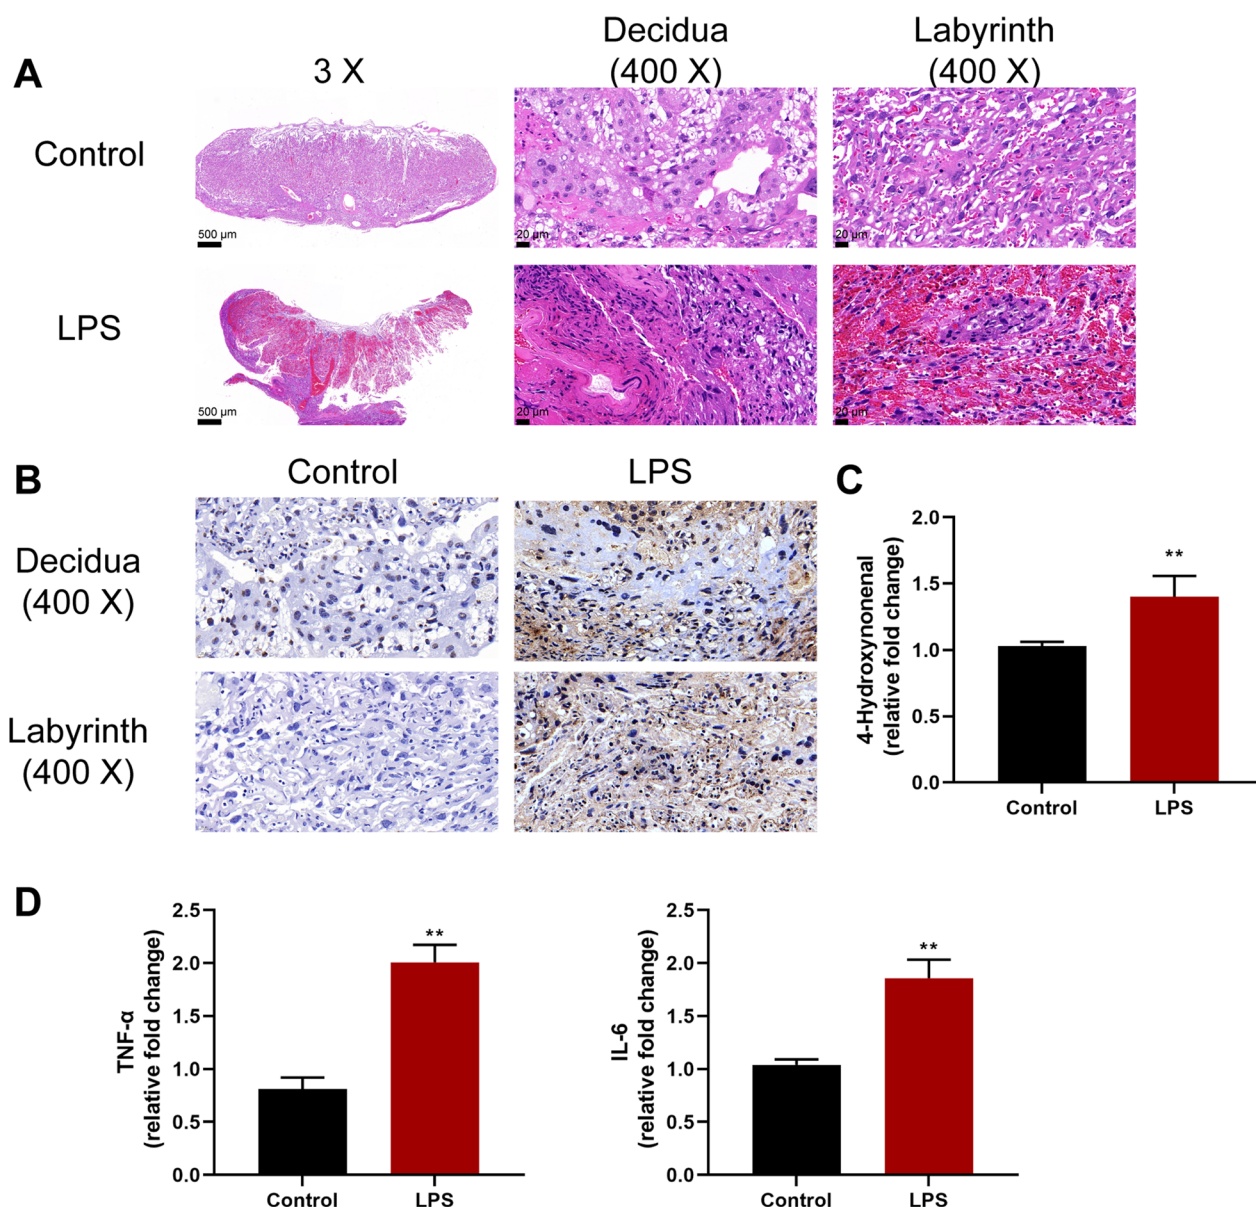 A
3 X
Decidua
(400 X)
Labyrinth
(400 X)
Control
500 µm
20 µm
20 µm
LPS
500 µm
20 µm
20 µm
B
Control
LPS
Decidua
(400 X)
Labyrinth
(400 X)
C
4-Hydroxynonenal
(relative fold change)
2.0
1.5
1.0
0.5
0.0
**
Control
LPS
D
TNF-α
(relative fold change)
2.5
2.0
1.5
1.0
0.5
0.0
**
Control
LPS
IL-6
(relative fold change)
2.5
2.0
1.5
1.0
0.5
0.0
**
Control
LPS